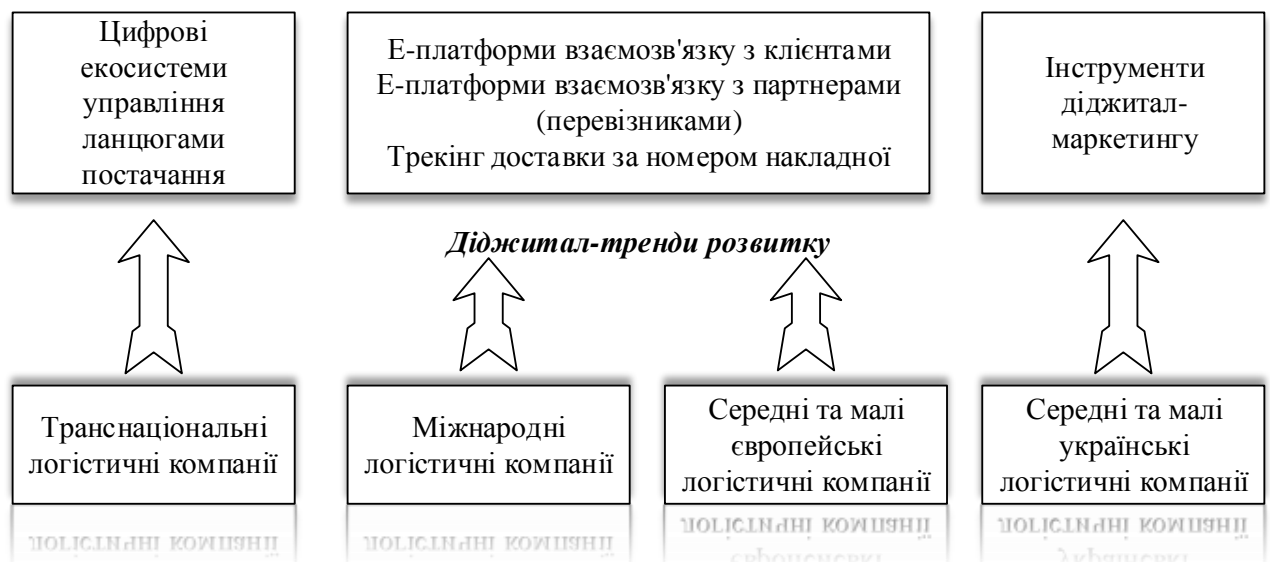 Цифрові
екосистеми
управління
ланцюгами
постачання
Е-платформи взаємозв'язку з клієнтами
Е-платформи взаємозв'язку з партнерами
(перевізниками)
Трекінг доставки за номером накладної
Інструменти
діджитал-
маркетингу
Діджитал-тренди розвитку
Транснаціональні
логістичні компанії
Міжнародні
логістичні компанії
Середні та малі
європейські
логістичні компанії
Середні та малі
українські
логістичні компанії